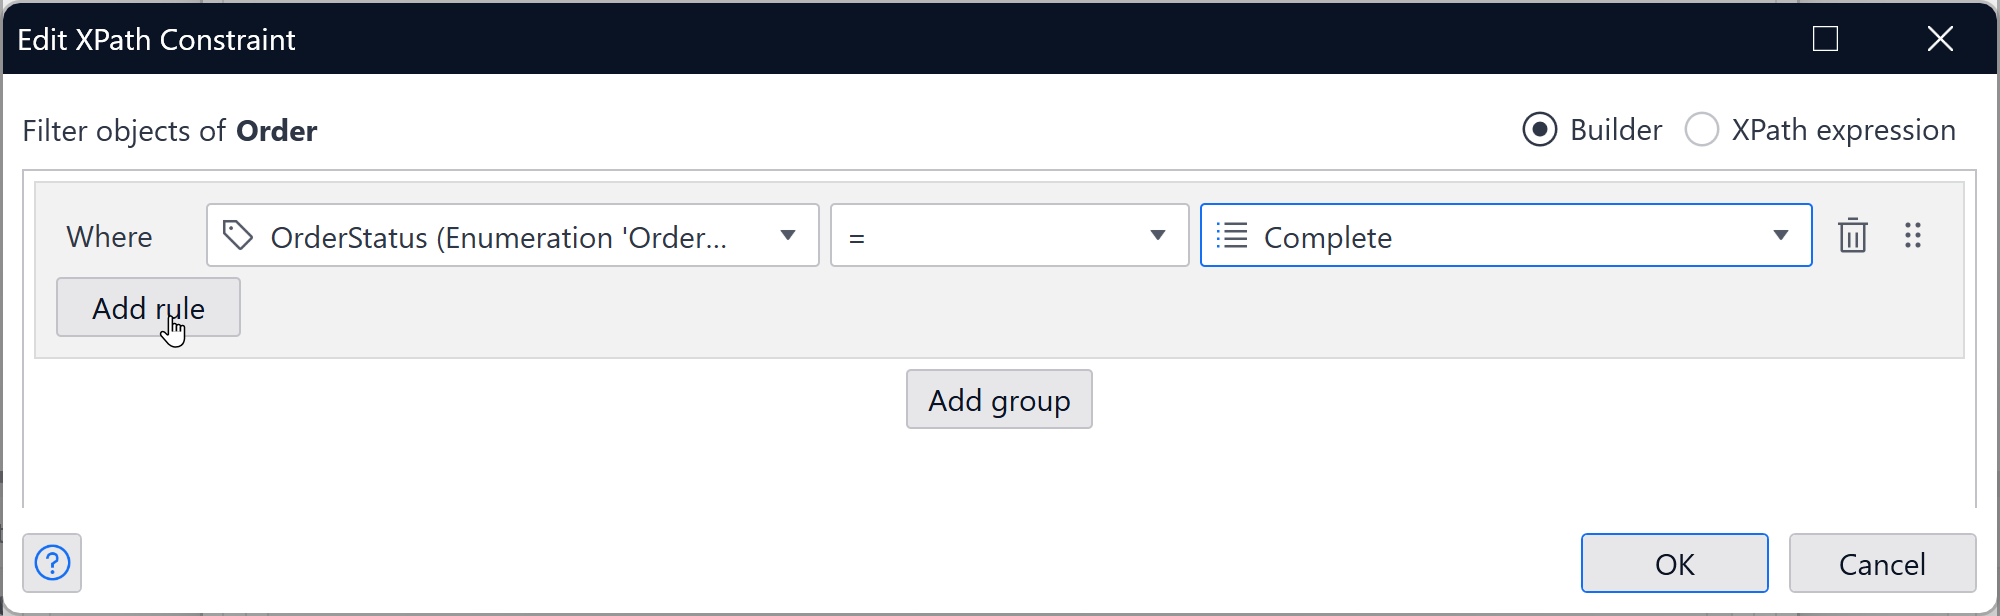 Edit XPath Constraint
Filter objects of Order
Builder
XPath expression
Where
OrderStatus (Enumeration 'Order...
=
Complete
Add rule
Add group
?
OK
Cancel